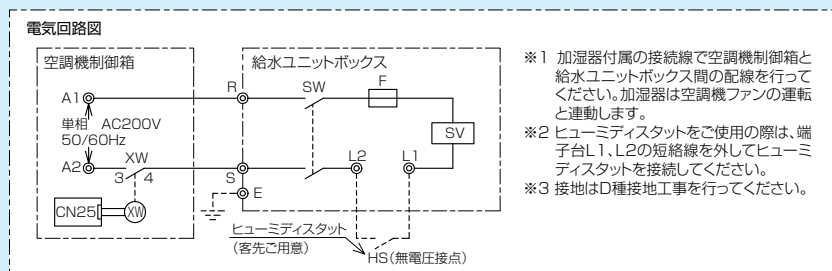 電気回路図
空調機制御箱
給水ユニットボックス
A1
R
SW
F
単相 AC200V
50/60Hz
SV
A2
XW
3
4
S
L2
L1
E
CN25
XW
ヒューミディスタット
(客先ご用意)
HS(無電圧接点)
※1 加湿器付属の接続線で空調機制御箱と
給水ユニットボックス間の配線を行って
ください。加湿器は空調機ファンの運転
と連動します。
※2 ヒューミディスタットをご使用の際は、端
子台L1、L2の短絡線を外してヒューミ
ディスタットを接続してください。
※3 接地はD種接地工事を行ってください。